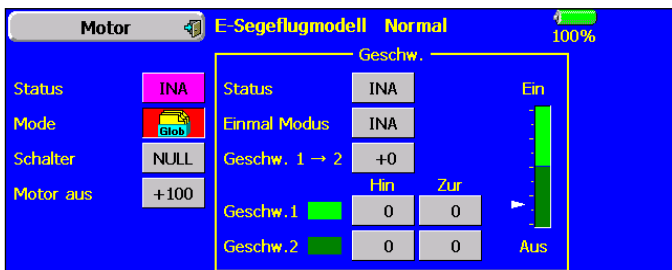 Motor E-Segeflugmodell Normal 100%
Geschw.
Status INA Status INA Ein
Mode Glob Einmal Modus INA
Schalter NULL Geschw. 1 → 2 +0
Motor aus +100 Hin Zur
Geschw.1 0 0
Geschw.2 0 0 Aus